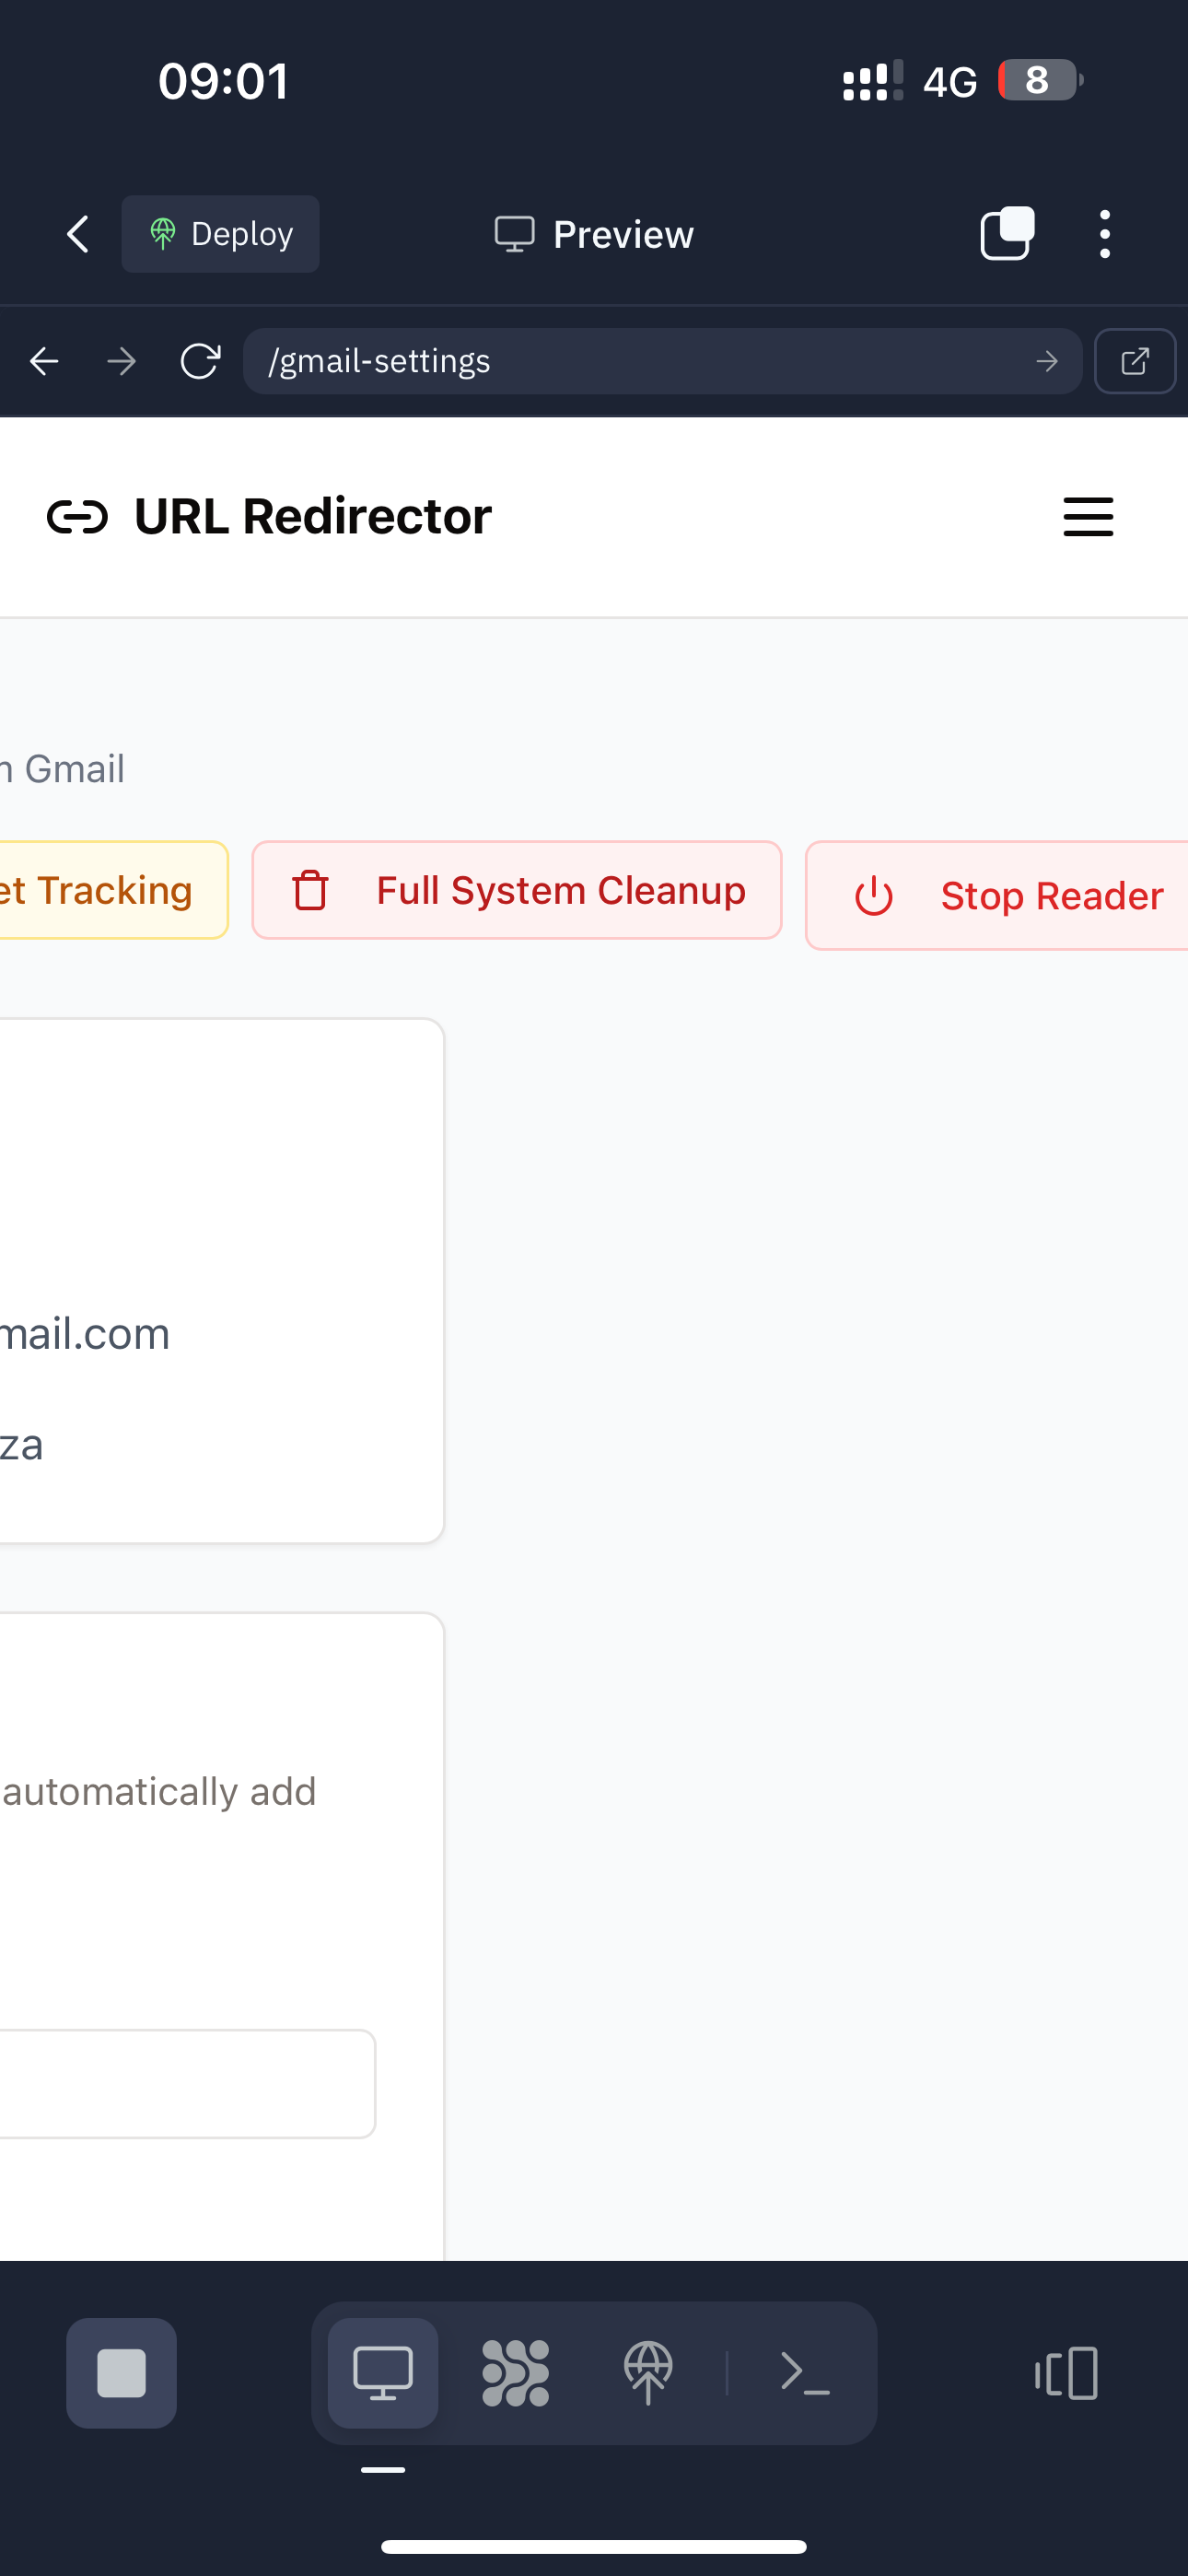 09:01
4G 8
Deploy
Preview
/gmail-settings
URL Redirector
Gmail
Tracking
Full System Cleanup
Stop Reader
mail.com
za
automatically add